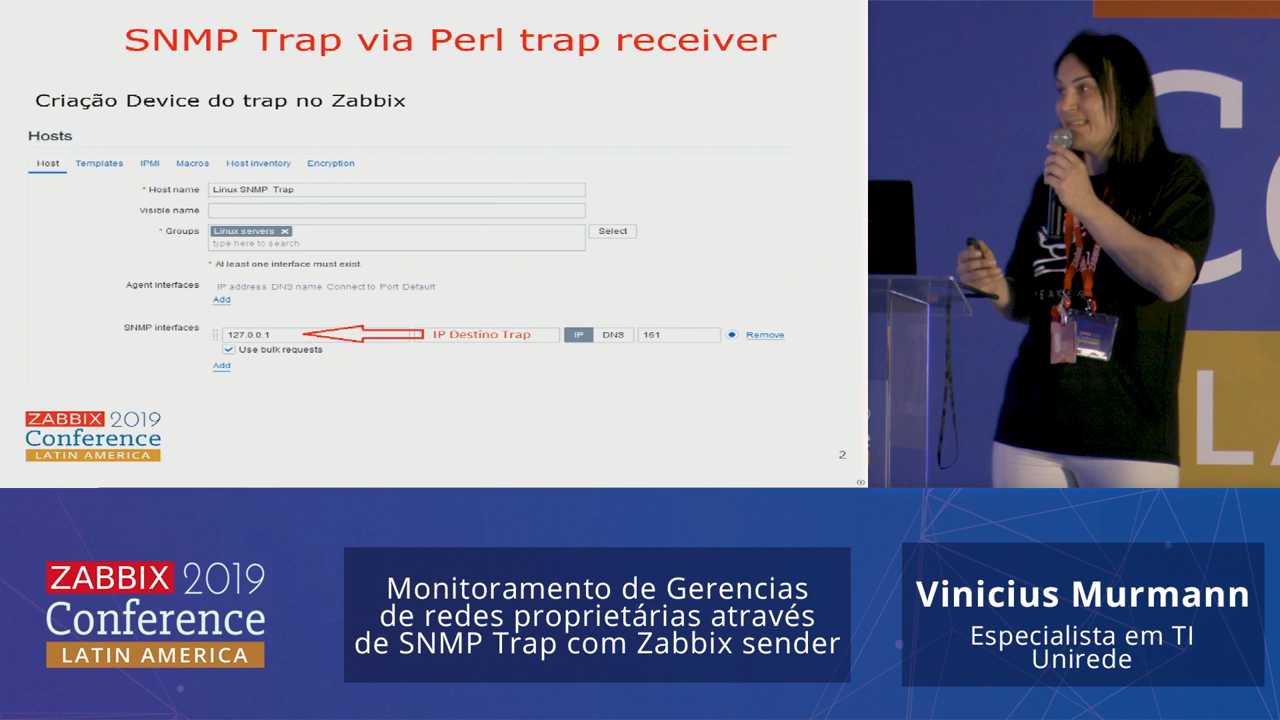 SNMP Trap via Perl trap receiver
Criação Device do trap no Zabbix
Hosts
Host Templates IPMI Macros Host inventory Encryption
* Host name Linux SNMP Trap
Visible name
* Groups Linux servers ×
type here to search
Select
* At least one interface must exist.
Agent interfaces IP address DNS name Connect to Port Default
Add
SNMP interfaces 127.0.0.1 IP Destino Trap IP DNS 161 Remove
Use bulk requests
Add
ZABBIX 2019
Conference
LATIN AMERICA
2
ZABBIX 2019
Conference
LATIN AMERICA
Monitoramento de Gerencias
de redes proprietárias através
de SNMP Trap com Zabbix sender
Vinicius Murmann
Especialista em TI
Unirede